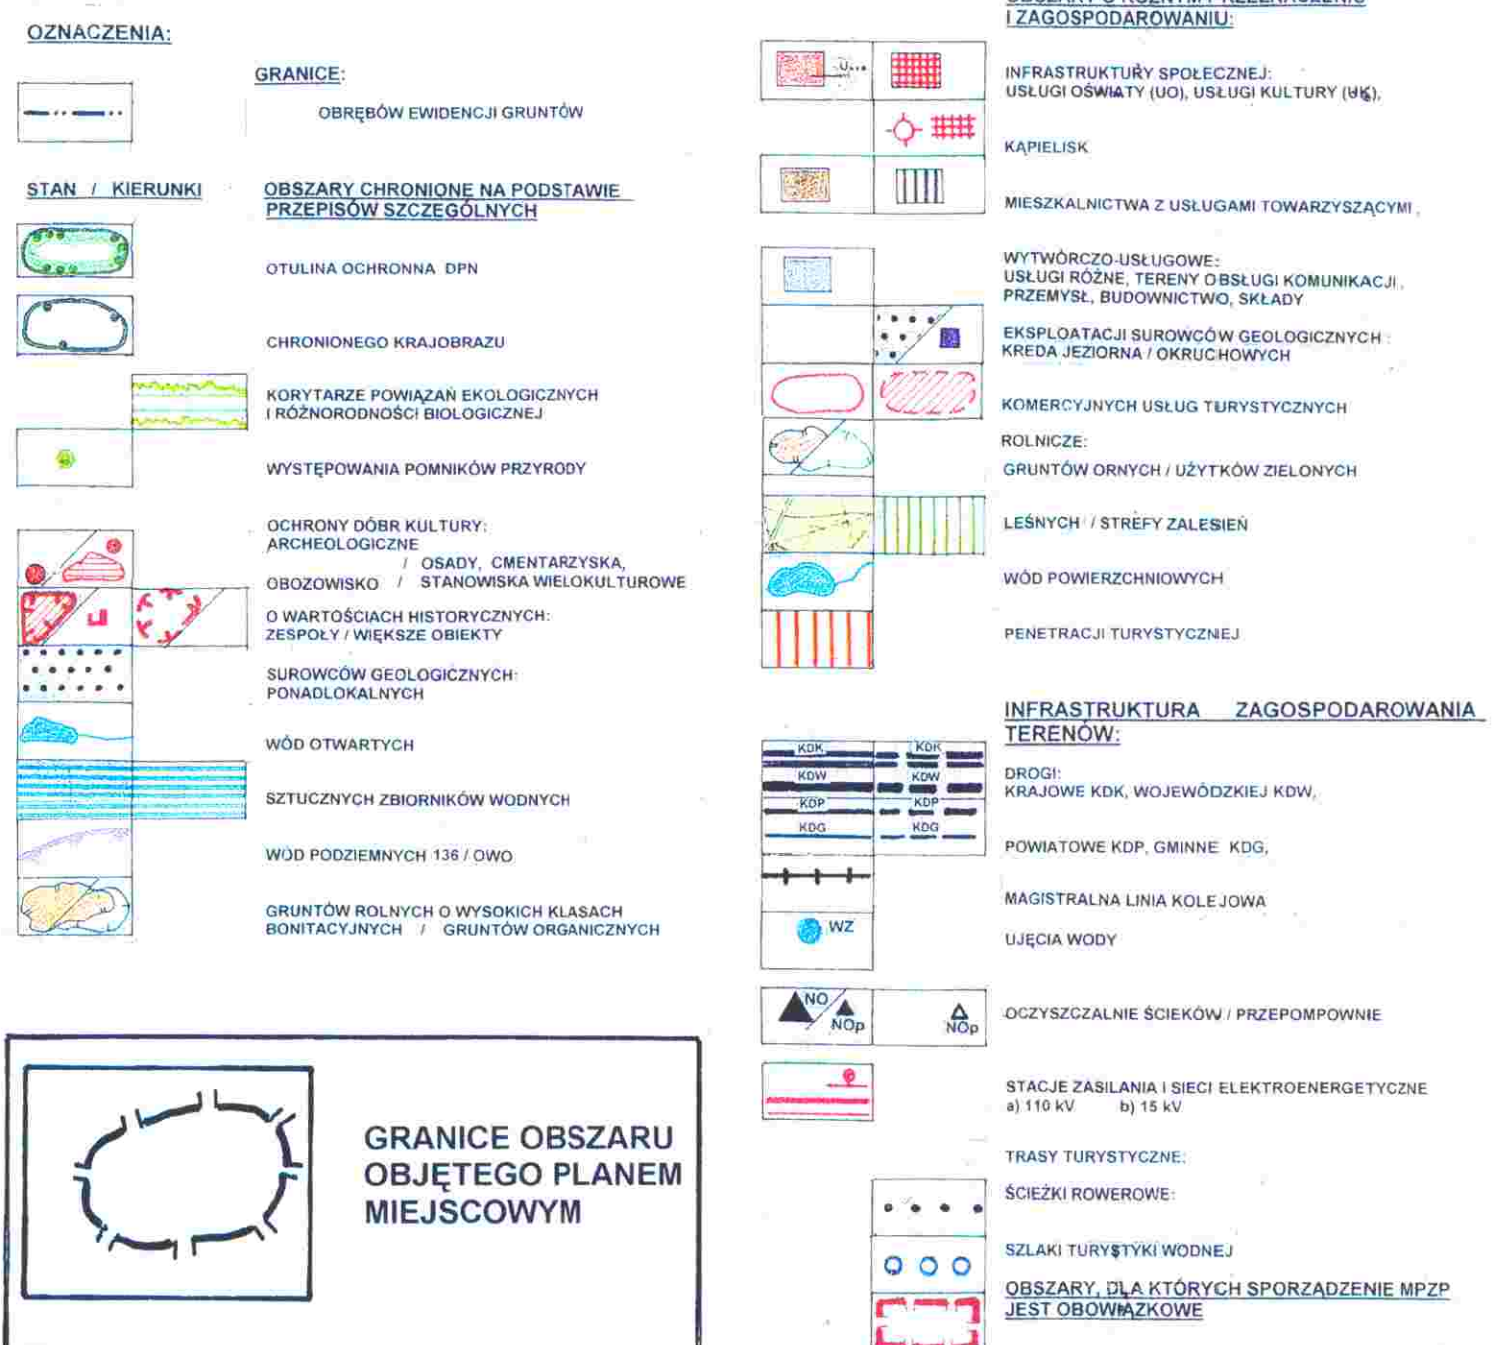 OZNACZENIA:
GRANICE:
OBRĘBÓW EWIDENCJI GRUNTÓW
STAN / KIERUNKI
OBSZARY CHRONIONE NA PODSTAWIE
PRZEPISÓW SZCZEGÓLNYCH
OTULINA OCHRONNA DPN
CHRONIONEGO KRAJOBRAZU
KORYTARZE POWIĄZAŃ EKOLOGICZNYCH
I RÓŻNORODNOŚCI BIOLOGICZNEJ
WYSTĘPOWANIA POMNIKÓW PRZYRODY
OCHRONY DÓBR KULTURY:
ARCHEOLOGICZNE
/ OSADY, CMENTARZYSKA,
OBOZOWISKO / STANOWISKA WIELOKULTUROWE
O WARTOŚCIACH HISTORYCZNYCH:
ZESPOŁY / WIĘKSZE OBIEKTY
SUROWCÓW GEOLOGICZNYCH:
PONADLOKALNYCH
WÓD OTWARTYCH
SZTUCZNYCH ZBIORNIKÓW WODNYCH
WÓD PODZIEMNYCH 136 / OWO
GRUNTÓW ROLNYCH O WYSOKICH KLASACH
BONITACYJNYCH / GRUNTÓW ORGANICZNYCH
GRANICE OBSZARU
OBJĘTEGO PLANEM
MIEJSCOWYM
I ZAGOSPODAROWANIU:
U...
INFRASTRUKTURY SPOŁECZNEJ:
USŁUGI OŚWIATY (UO), USŁUGI KULTURY (UK),
KĄPIELISK
MIESZKALNICTWA Z USŁUGAMI TOWARZYSZĄCYMI
WYTWÓRCZO-USŁUGOWE:
USŁUGI RÓŻNE, TERENY OBSŁUGI KOMUNIKACJI,
PRZEMYSŁ, BUDOWNICTWO, SKŁADY
EKSPLOATACJI SUROWCÓW GEOLOGICZNYCH :
KREDA JEZIORNA / OKRUCHOWYCH
KOMERCYJNYCH USŁUG TURYSTYCZNYCH
ROLNICZE:
GRUNTÓW ORNYCH / UŻYTKÓW ZIELONYCH
LEŚNYCH / STREFY ZALESIEŃ
WÓD POWIERZCHNIOWYCH
PENETRACJI TURYSTYCZNEJ
INFRASTRUKTURA ZAGOSPODAROWANIA
TERENÓW:
KDK KDK
KDW KDW
KDP KDP
KDG KDG
DROGI:
KRAJOWE KDK, WOJEWÓDZKIEJ KDW,
POWIATOWE KDP, GMINNE KDG,
MAGISTRALNA LINIA KOLEJOWA
WZ
UJĘCIA WODY
NO
NOp NOp
OCZYSZCZALNIE ŚCIEKÓW / PRZEPOMPOWNIE
STACJE ZASILANIA I SIECI ELEKTROENERGETYCZNE
a) 110 kV b) 15 kV
TRASY TURYSTYCZNE:
ŚCIEŻKI ROWEROWE:
SZLAKI TURYSTYKI WODNEJ
OBSZARY, DLA KTÓRYCH SPORZĄDZENIE MPZP
JEST OBOWIĄZKOWE